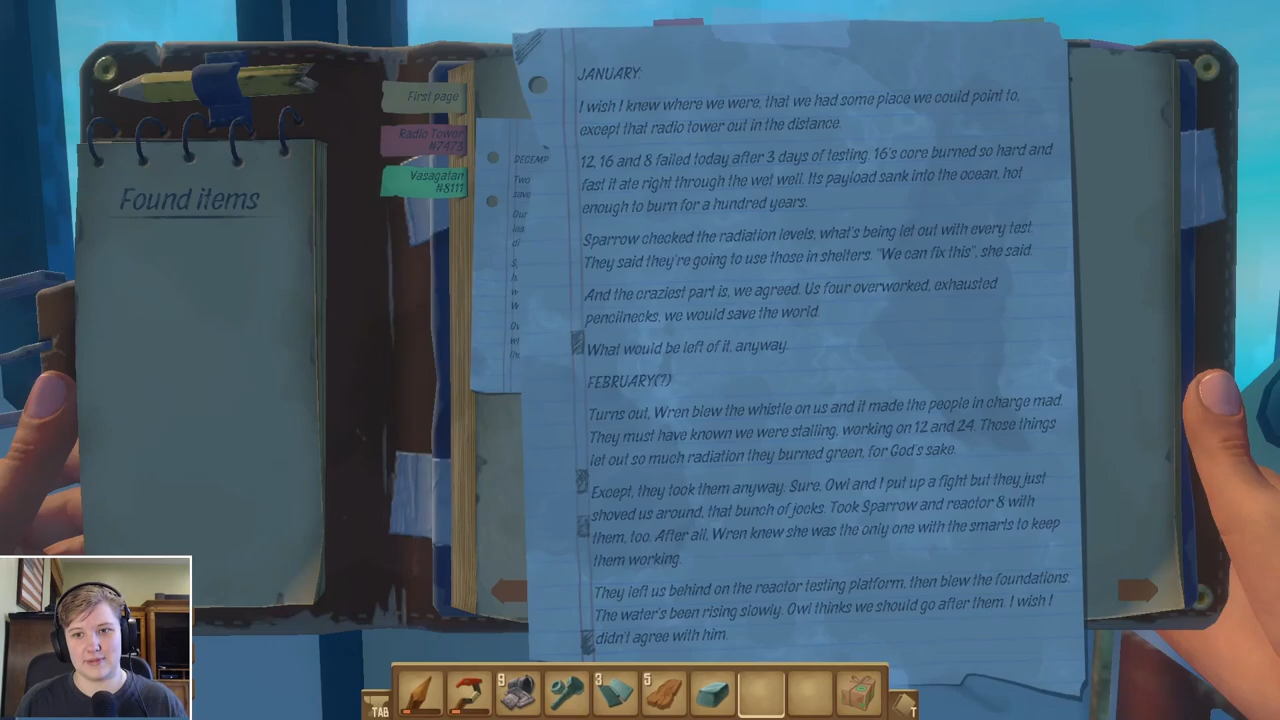 Found items
First page
Radio Tower
#7473
Vasagatan
#8111
DECEMB
Two
save
Our
JANUARY:
I wish I knew where we were, that we had some place we could point to,
except that radio tower out in the distance.
12, 16 and 8 failed today after 3 days of testing. 16's core burned so hard and
fast it ate right through the wet well. Its payload sank into the ocean, hot
enough to burn for a hundred years.
Sparrow checked the radiation levels, what's being let out with every test.
They said they're going to use those in shelters. "We can fix this", she said.
And the craziest part is, we agreed. Us four overworked, exhausted
pencilnecks, we would save the world.
What would be left of it, anyway.
FEBRUARY(?)
Turns out, Wren blew the whistle on us and it made the people in charge mad.
They must have known we were stalling, working on 12 and 24. Those things
let out so much radiation they burned green, for God's sake.
Except, they took them anyway. Sure, Owl and I put up a fight but they just
shoved us around, that bunch of jocks. Took Sparrow and reactor 8 with
them, too. After all, Wren knew she was the only one with the smarts to keep
them working.
They left us behind on the reactor testing platform, then blew the foundations.
The water's been rising slowly. Owl thinks we should go after them. I wish I
didn't agree with him.
TAB
9
3
5
T